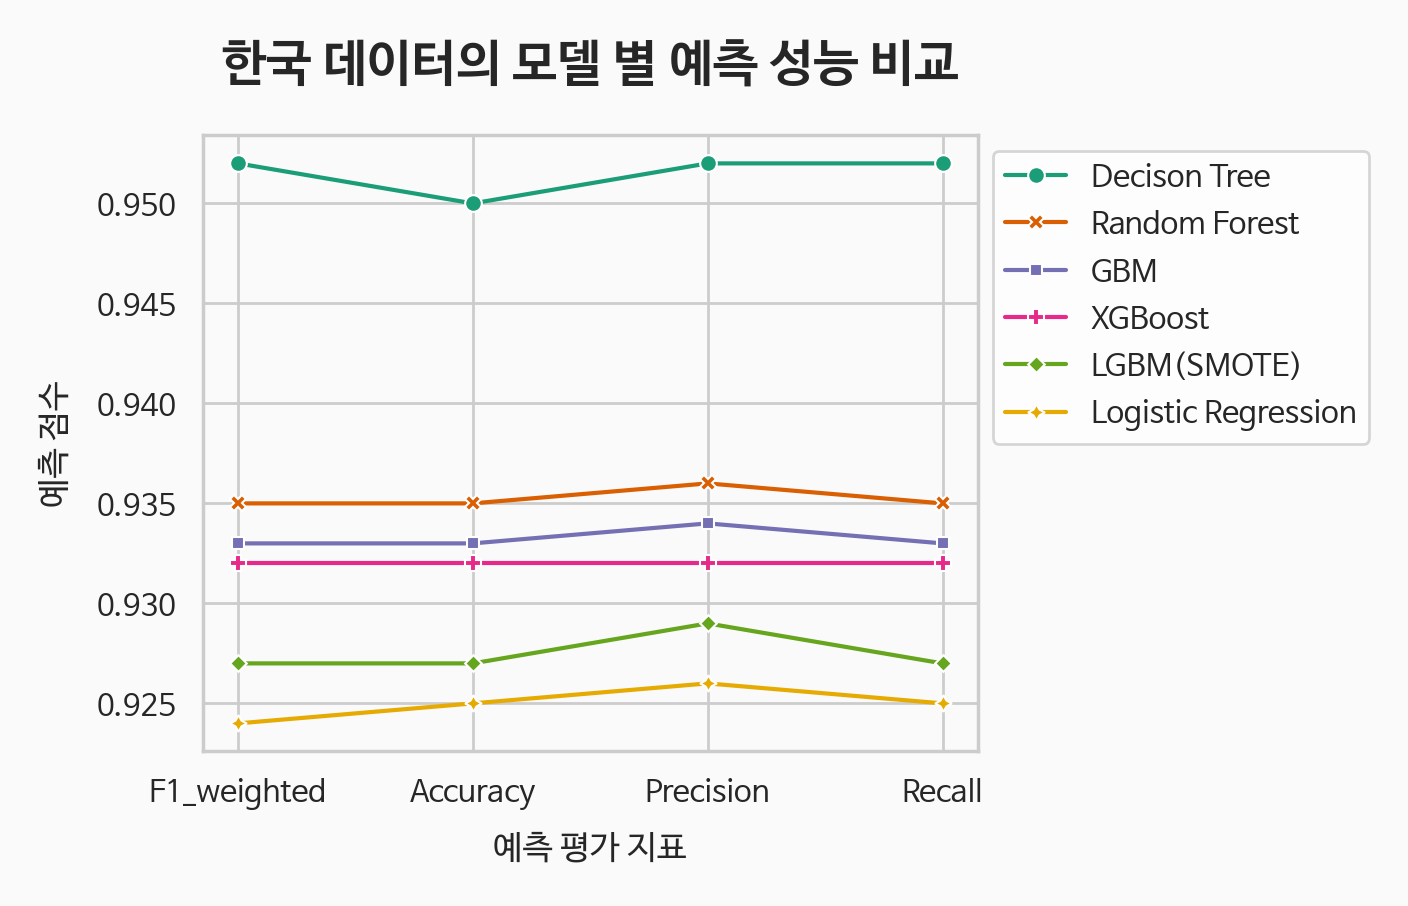 한국 데이터의 모델 별 예측 성능 비교
0.950
0.945
0.940
0.935
0.930
0.925
예측 점수
F1_weighted
Accuracy
Precision
Recall
예측 평가 지표
Decison Tree
Random Forest
GBM
XGBoost
LGBM(SMOTE)
Logistic Regression